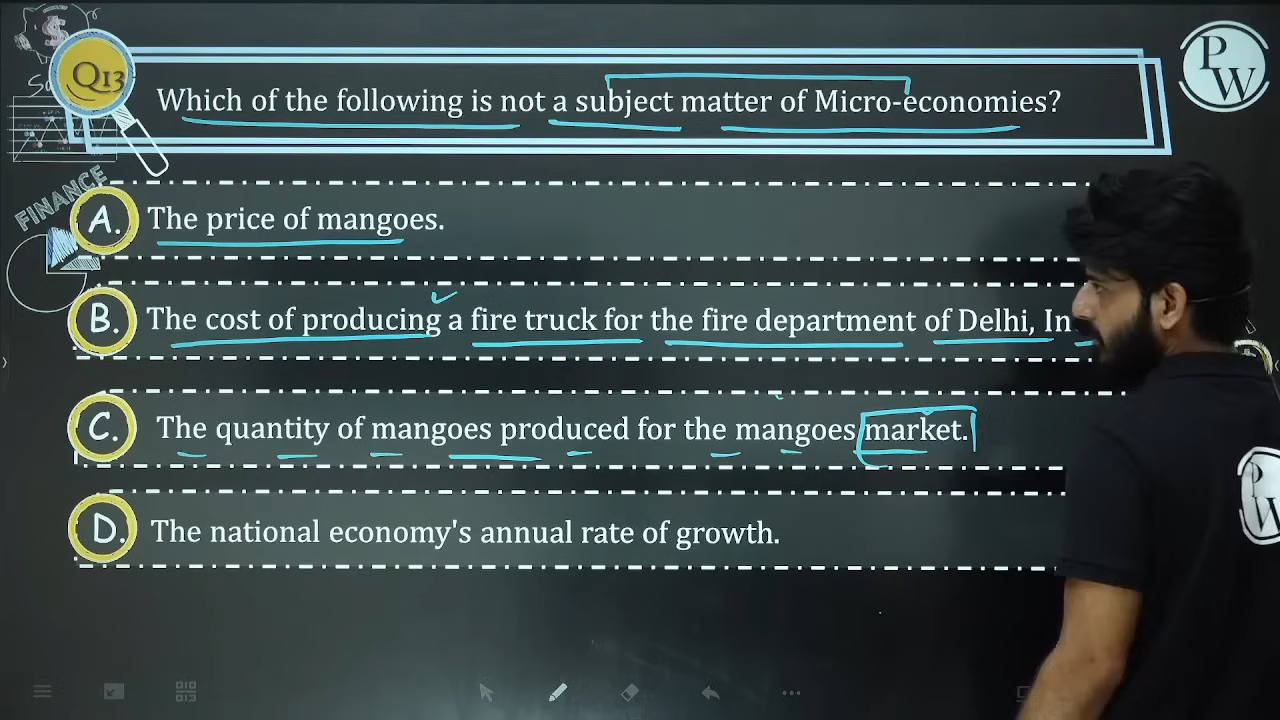 Q13
Which of the following is not a subject matter of Micro-economies?
PW
FINANCE
A. The price of mangoes.
B. The cost of producing a fire truck for the fire department of Delhi, In
C. The quantity of mangoes produced for the mangoes market.
D. The national economy's annual rate of growth.
PW